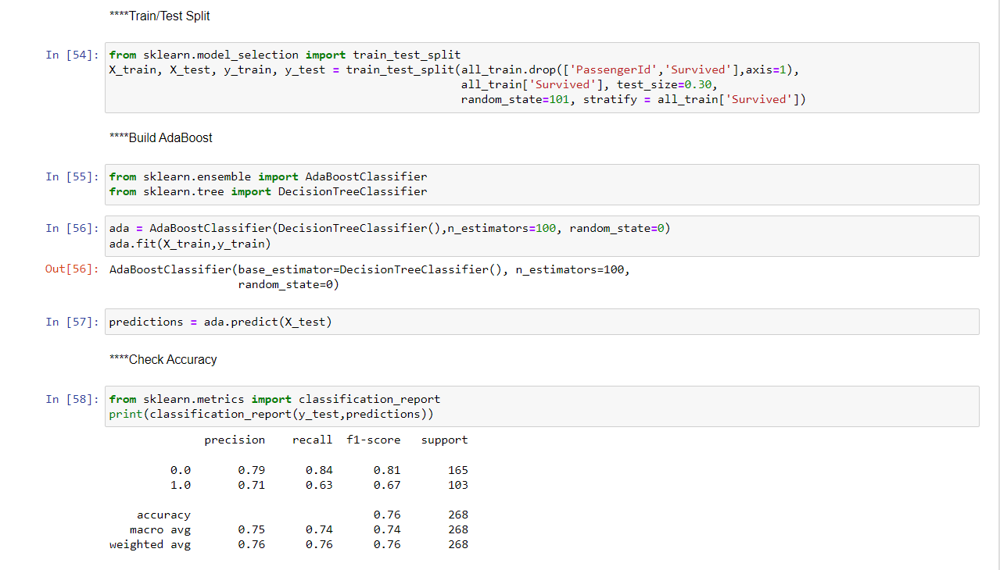 ****Train/Test Split
In [54]: from sklearn.model_selection import train_test_split
X_train, X_test, y_train, y_test = train_test_split(all_train.drop(['PassengerId','Survived'],axis=1),
all_train['Survived'], test_size=0.30,
random_state=101, stratify = all_train['Survived'])
****Build AdaBoost
In [55]: from sklearn.ensemble import AdaBoostClassifier
from sklearn.tree import DecisionTreeClassifier
In [56]: ada = AdaBoostClassifier(DecisionTreeClassifier(),n_estimators=100, random_state=0)
ada.fit(X_train,y_train)
Out[56]: AdaBoostClassifier(base_estimator=DecisionTreeClassifier(), n_estimators=100,
random_state=0)
In [57]: predictions = ada.predict(X_test)
****Check Accuracy
In [58]: from sklearn.metrics import classification_report
print(classification_report(y_test,predictions))
precision recall f1-score support
0.0 0.79 0.84 0.81 165
1.0 0.71 0.63 0.67 103
accuracy 0.76 268
macro avg 0.75 0.74 0.74 268
weighted avg 0.76 0.76 0.76 268